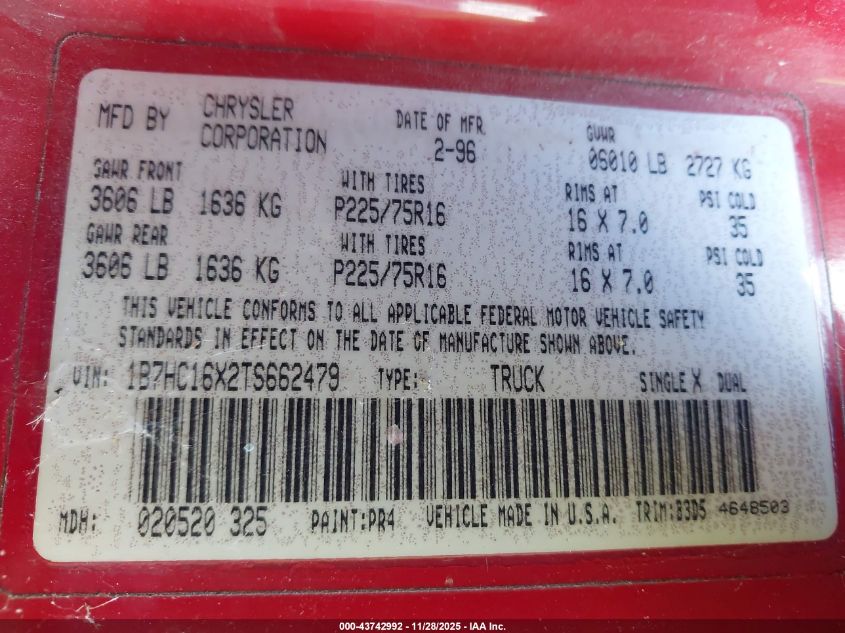 MFD BY CHRYSLER CORPORATION DATE OF MFR 2-96 GVWR 06010 LB 2727 KG
GAWR FRONT WITH TIRES RIMS AT PSI COLD
3606 LB 1636 KG P225/75R16 16 X 7.0 35
GAWR REAR WITH TIRES RIMS AT PSI COLD
3606 LB 1636 KG P225/75R16 16 X 7.0 35
THIS VEHICLE CONFORMS TO ALL APPLICABLE FEDERAL MOTOR VEHICLE SAFETY
STANDARDS IN EFFECT ON THE DATE OF MANUFACTURE SHOWN ABOVE.
VIN: 1B7HC16X2TS662479 TYPE: TRUCK SINGLE X DUAL
MDH: 020520 325 PAINT:PR4 VEHICLE MADE IN U.S.A. TRIM:B3D5 4648503
000-43742992 - 11/28/2025 - IAA Inc.